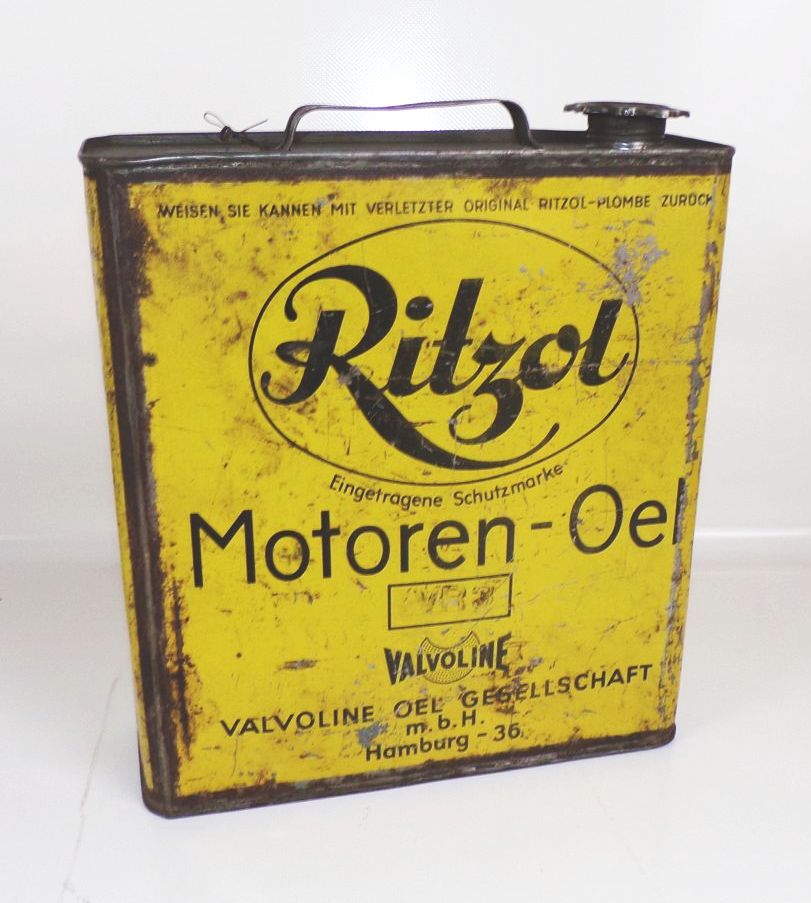 WEISEN SIE KANNEN MIT VERLETZTER ORIGINAL RITZOL-PLOMBE ZURÜCK
Ritzol
Eingetragene Schutzmarke
Motoren-Oel
VALVOLINE
VALVOLINE OEL GESELLSCHAFT
m.b.H.
Hamburg-36